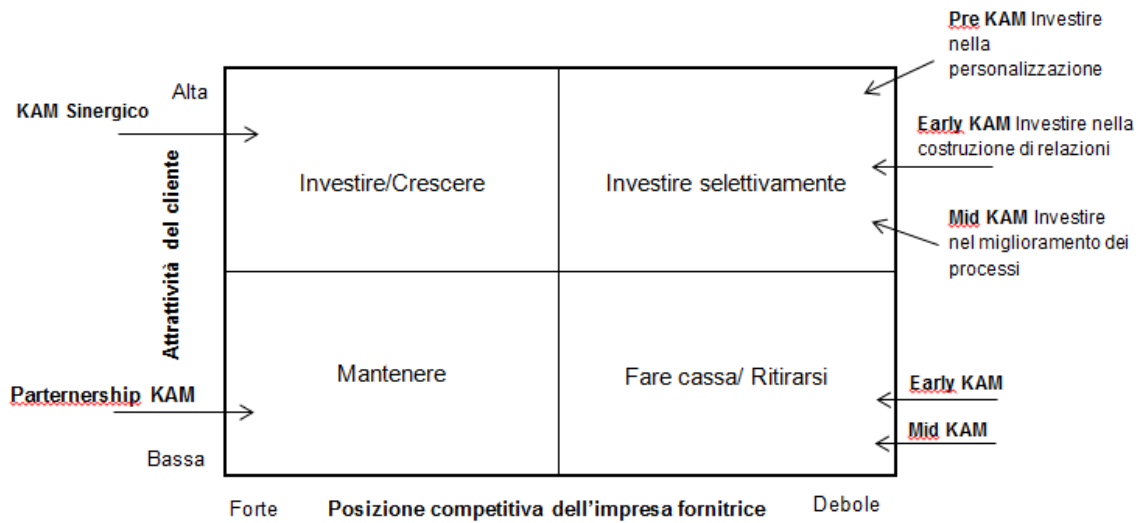 Pre KAM Investire
nella
personalizzazione
Alta
KAM Sinergico
Early KAM Investire nella
costruzione di relazioni
Investire/Crescere
Investire selettivamente
Mid KAM Investire
nel miglioramento dei
processi
Attrattività del cliente
Mantenere
Fare cassa/ Ritirarsi
Early KAM
Parternership KAM
Mid KAM
Bassa
Forte
Posizione competitiva dell'impresa fornitrice
Debole